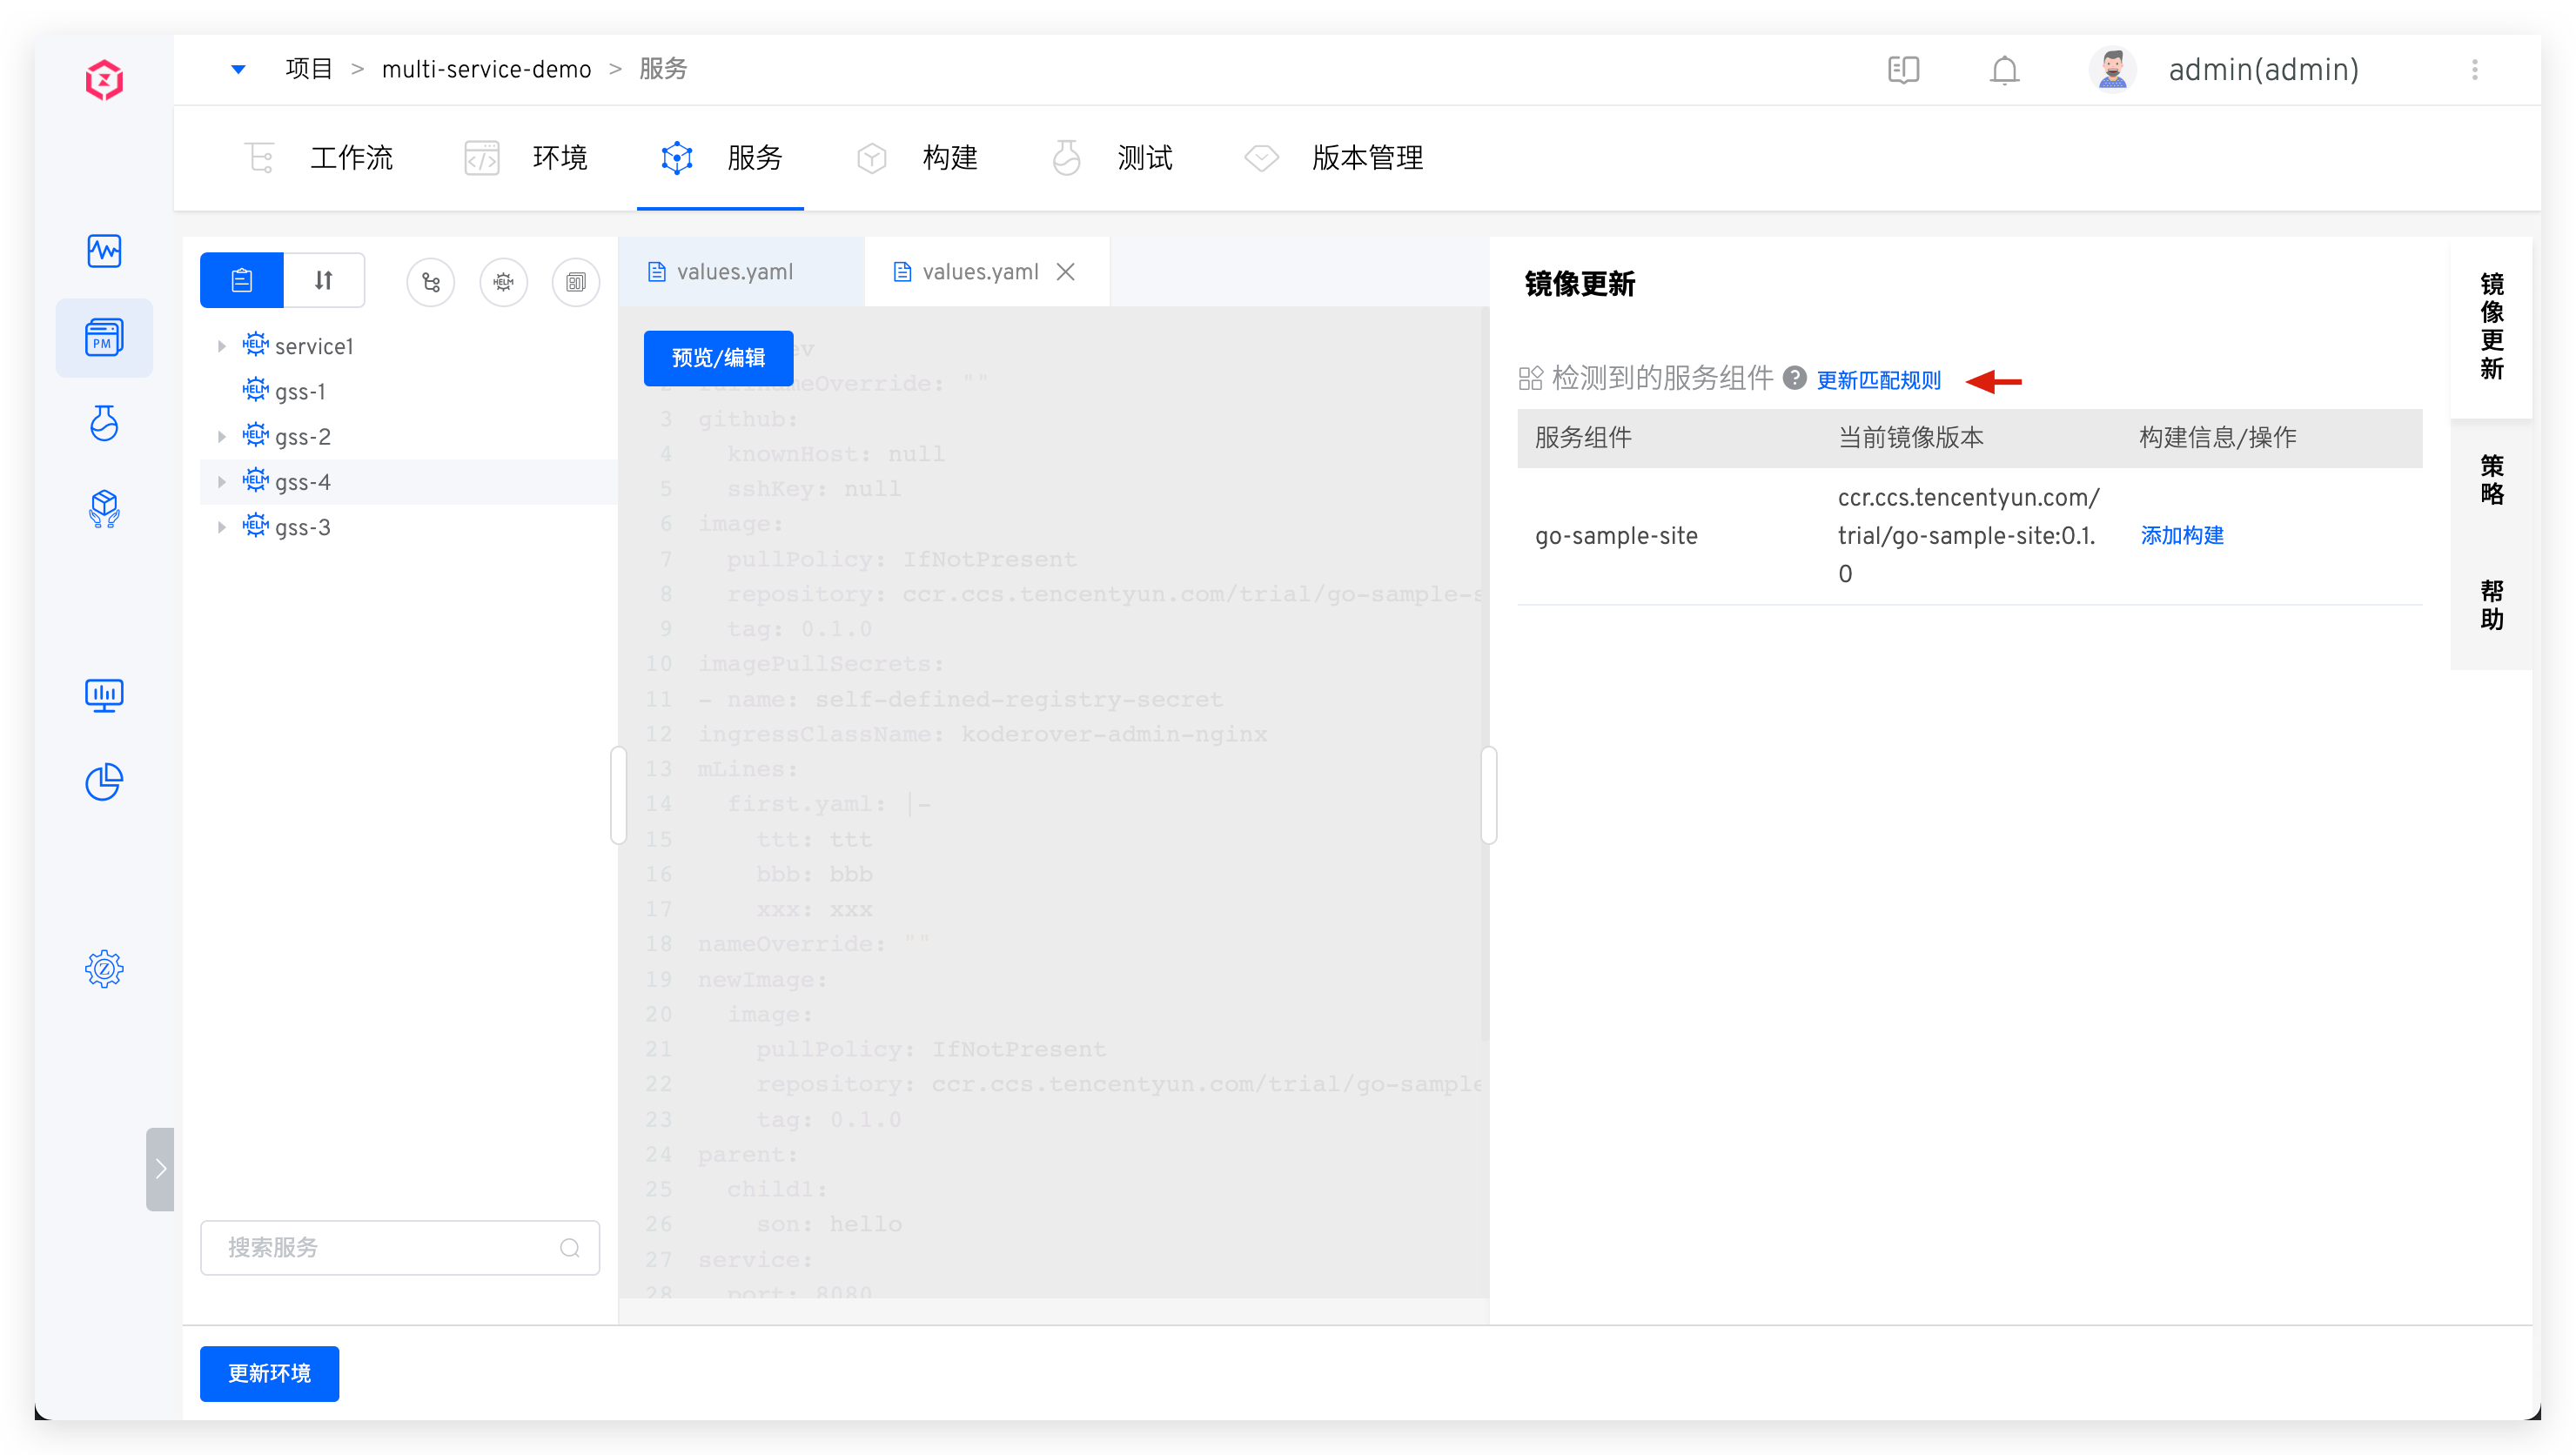 项目 > multi-service-demo > 服务
admin(admin)
工作流
环境
服务
构建
测试
版本管理
PM
HELM
HELM service1
HELM gss-1
HELM gss-2
HELM gss-4
HELM gss-3
搜索服务
更新环境
values.yaml
values.yaml
预览/编辑
3 github:
4 knownHost: null
5 sshKey: null
6 image:
7 pullPolicy: IfNotPresent
8 repository: ccr.ccs.tencentyun.com/trial/go-sample-s
9 tag: 0.1.0
10 imagePullSecrets:
11 - name: self-defined-registry-secret
12 ingressClassName: koderover-admin-nginx
13 mLines:
14 first.yaml: |-
15 ttt: ttt
16 bbb: bbb
17 xxx: xxx
18 nameOverride: ""
19 newImage:
20 image:
21 pullPolicy: IfNotPresent
22 repository: ccr.ccs.tencentyun.com/trial/go-sample
23 tag: 0.1.0
24 parent:
25 child1:
26 son: hello
27 service:
28 port: 8080
镜像更新
检测到的服务组件 ? 更新匹配规则
服务组件 当前镜像版本 构建信息/操作
go-sample-site
ccr.ccs.tencentyun.com/
trial/go-sample-site:0.1.
0
添加构建
镜像更新
策略
帮助